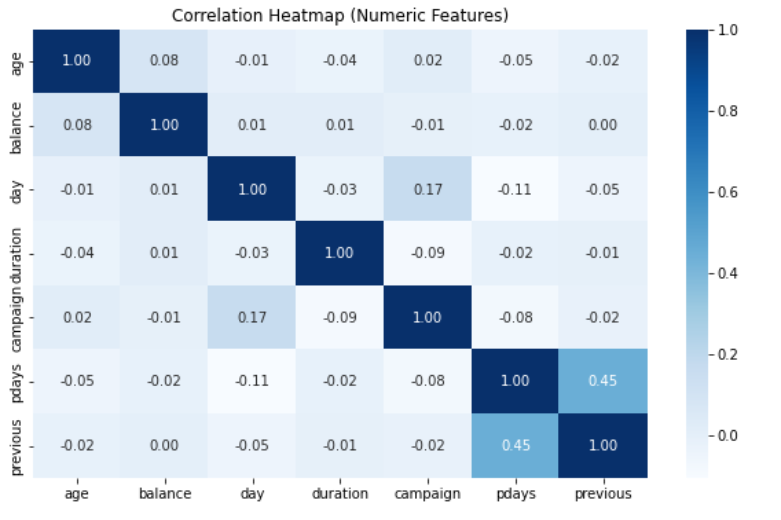 Correlation Heatmap (Numeric Features)
age 1.00 0.08 -0.01 -0.04 0.02 -0.05 -0.02
balance 0.08 1.00 0.01 0.01 -0.01 -0.02 0.00
day -0.01 0.01 1.00 -0.03 0.17 -0.11 -0.05
duration -0.04 0.01 -0.03 1.00 -0.09 -0.02 -0.01
campaign 0.02 -0.01 0.17 -0.09 1.00 -0.08 -0.02
pdays -0.05 -0.02 -0.11 -0.02 -0.08 1.00 0.45
previous -0.02 0.00 -0.05 -0.01 -0.02 0.45 1.00
age balance day duration campaign pdays previous
1.0
0.8
0.6
0.4
0.2
0.0